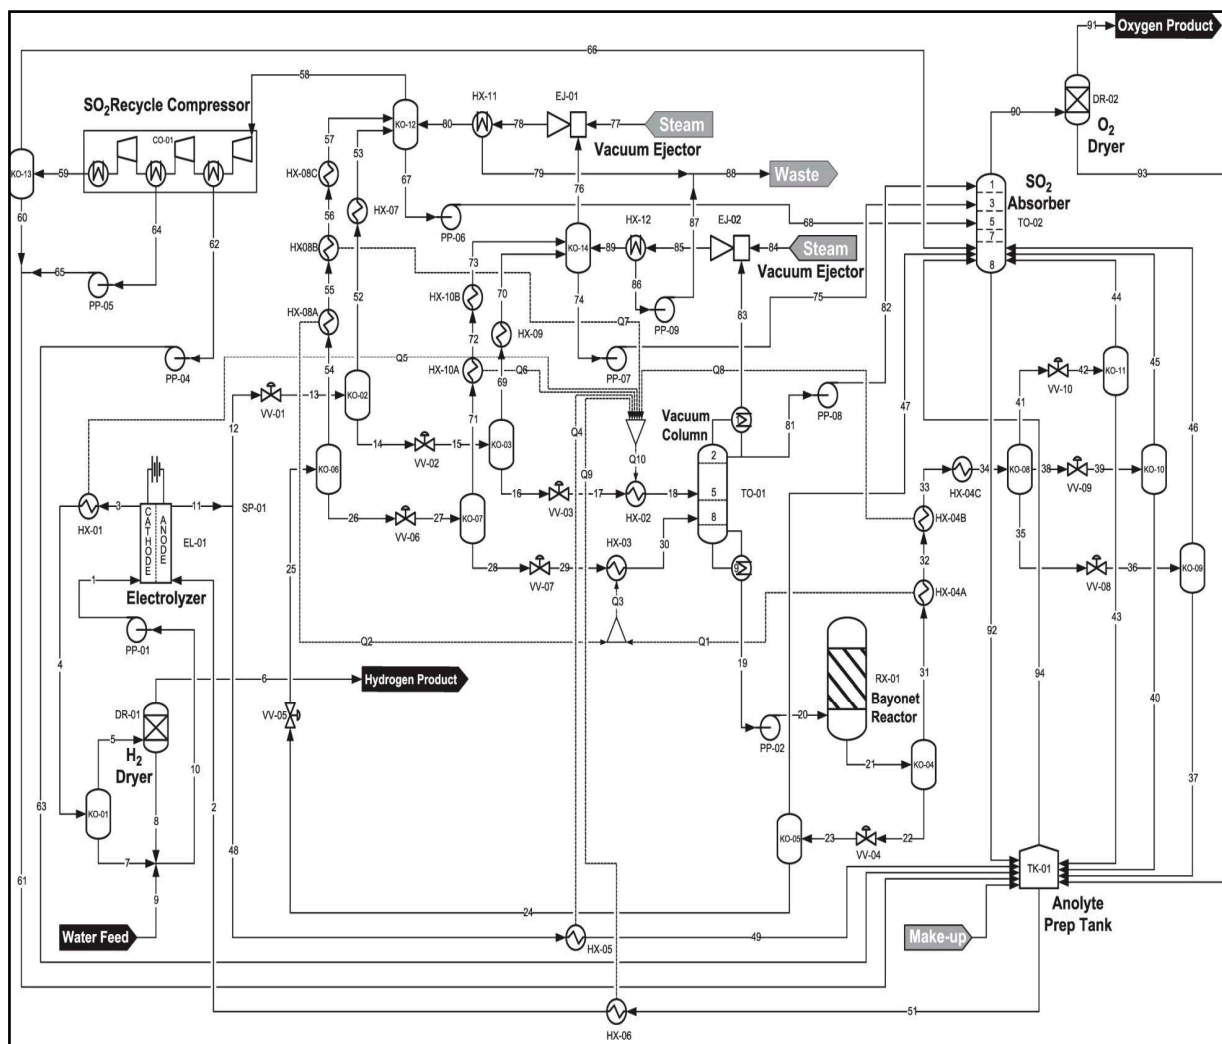 91
Oxygen Product
66
58
SO2Recycle Compressor
CO-01
KO-13
59
60
64
62
65
PP-05
PP-04
57
53
KO-12
HX-11
EJ-01
80
78
77
Steam
Vacuum Ejector
90
DR-02
O2
Dryer
93
HX-08C
HX-07
67
79
88
Waste
76
PP-06
68
87
1
3
5
7
8
SO2
Absorber
TO-02
56
HX08B
55
HX-08A
52
73
KO-14
HX-12
EJ-02
89
85
84
Steam
Vacuum Ejector
86
PP-09
75
82
44
HX-10B
70
74
Q7
83
72
HX-09
PP-07
Q5
54
HX-10A
Q6
69
Q8
VV-10
42
KO-11
45
13
VV-01
KO-02
12
71
PP-08
47
41
46
14
VV-02
15
KO-03
Q4
Q9
Q10
Vacuum
Column
81
KO-06
16
VV-03
17
HX-02
18
2
5
8
9
TO-01
33
HX-04C
34
KO-08
38
VV-09
39
KO-10
3
HX-01
CATHODE
ANODE
11
SP-01
EL-01
26
VV-06
27
KO-07
HX-03
30
HX-04B
35
1
Electrolyzer
25
28
VV-07
29
32
VV-08
36
KO-09
PP-01
Q3
HX-04A
Q2
Q1
43
4
6
Hydrogen Product
19
RX-01
Bayonet
Reactor
31
92
94
40
DR-01
VV-05
5
H2
Dryer
10
PP-02
20
21
KO-04
KO-01
63
8
2
37
7
48
KO-05
23
VV-04
22
TK-01
61
9
24
Anolyte
Prep Tank
Water Feed
HX-05
49
Make-up
HX-06
51